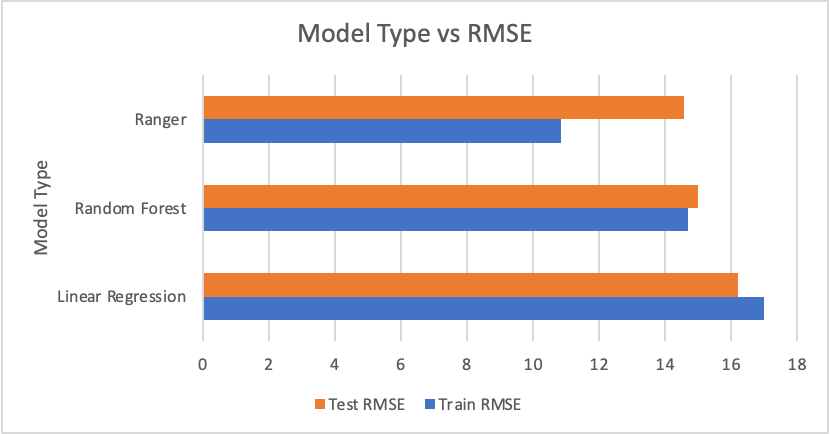 Model Type vs RMSE
Model Type
Ranger
Random Forest
Linear Regression
0 2 4 6 8 10 12 14 16 18
Test RMSE Train RMSE